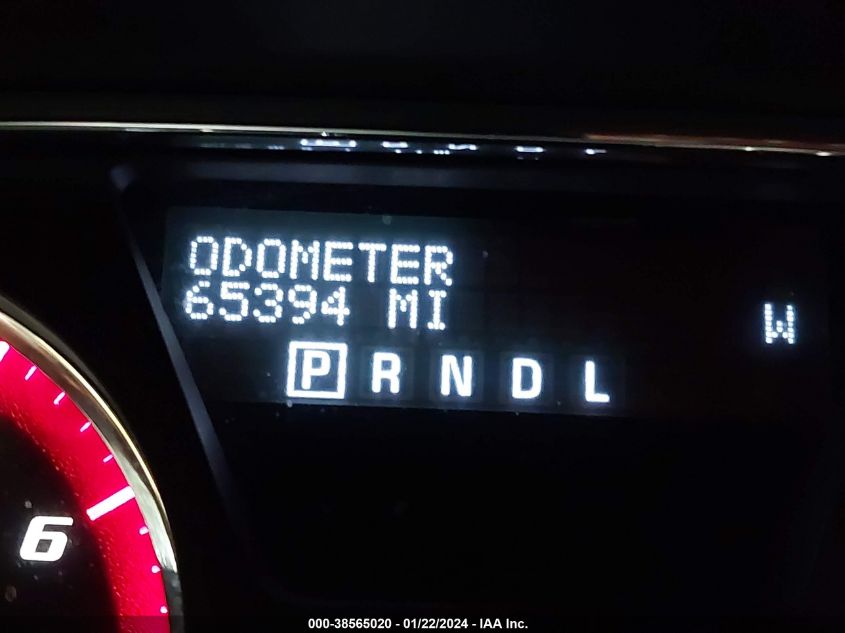 ODOMETER
65394 MI
W
P R N D L
6
000-38565020 - 01/22/2024 - IAA Inc.